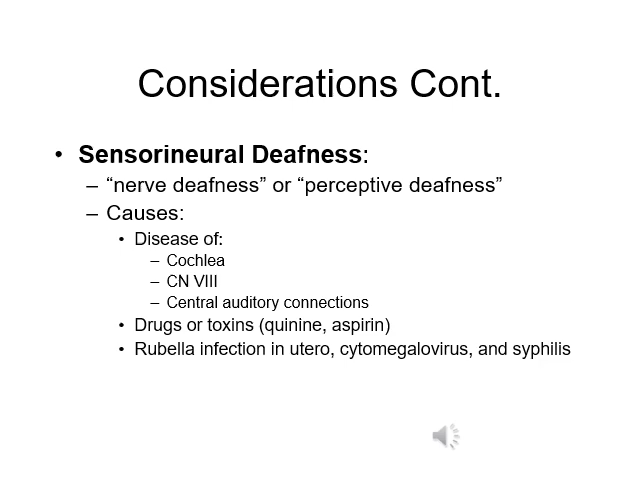 Considerations Cont.
• Sensorineural Deafness:
– “nerve deafness” or “perceptive deafness”
– Causes:
• Disease of:
– Cochlea
– CN VIII
– Central auditory connections
• Drugs or toxins (quinine, aspirin)
• Rubella infection in utero, cytomegalovirus, and syphilis